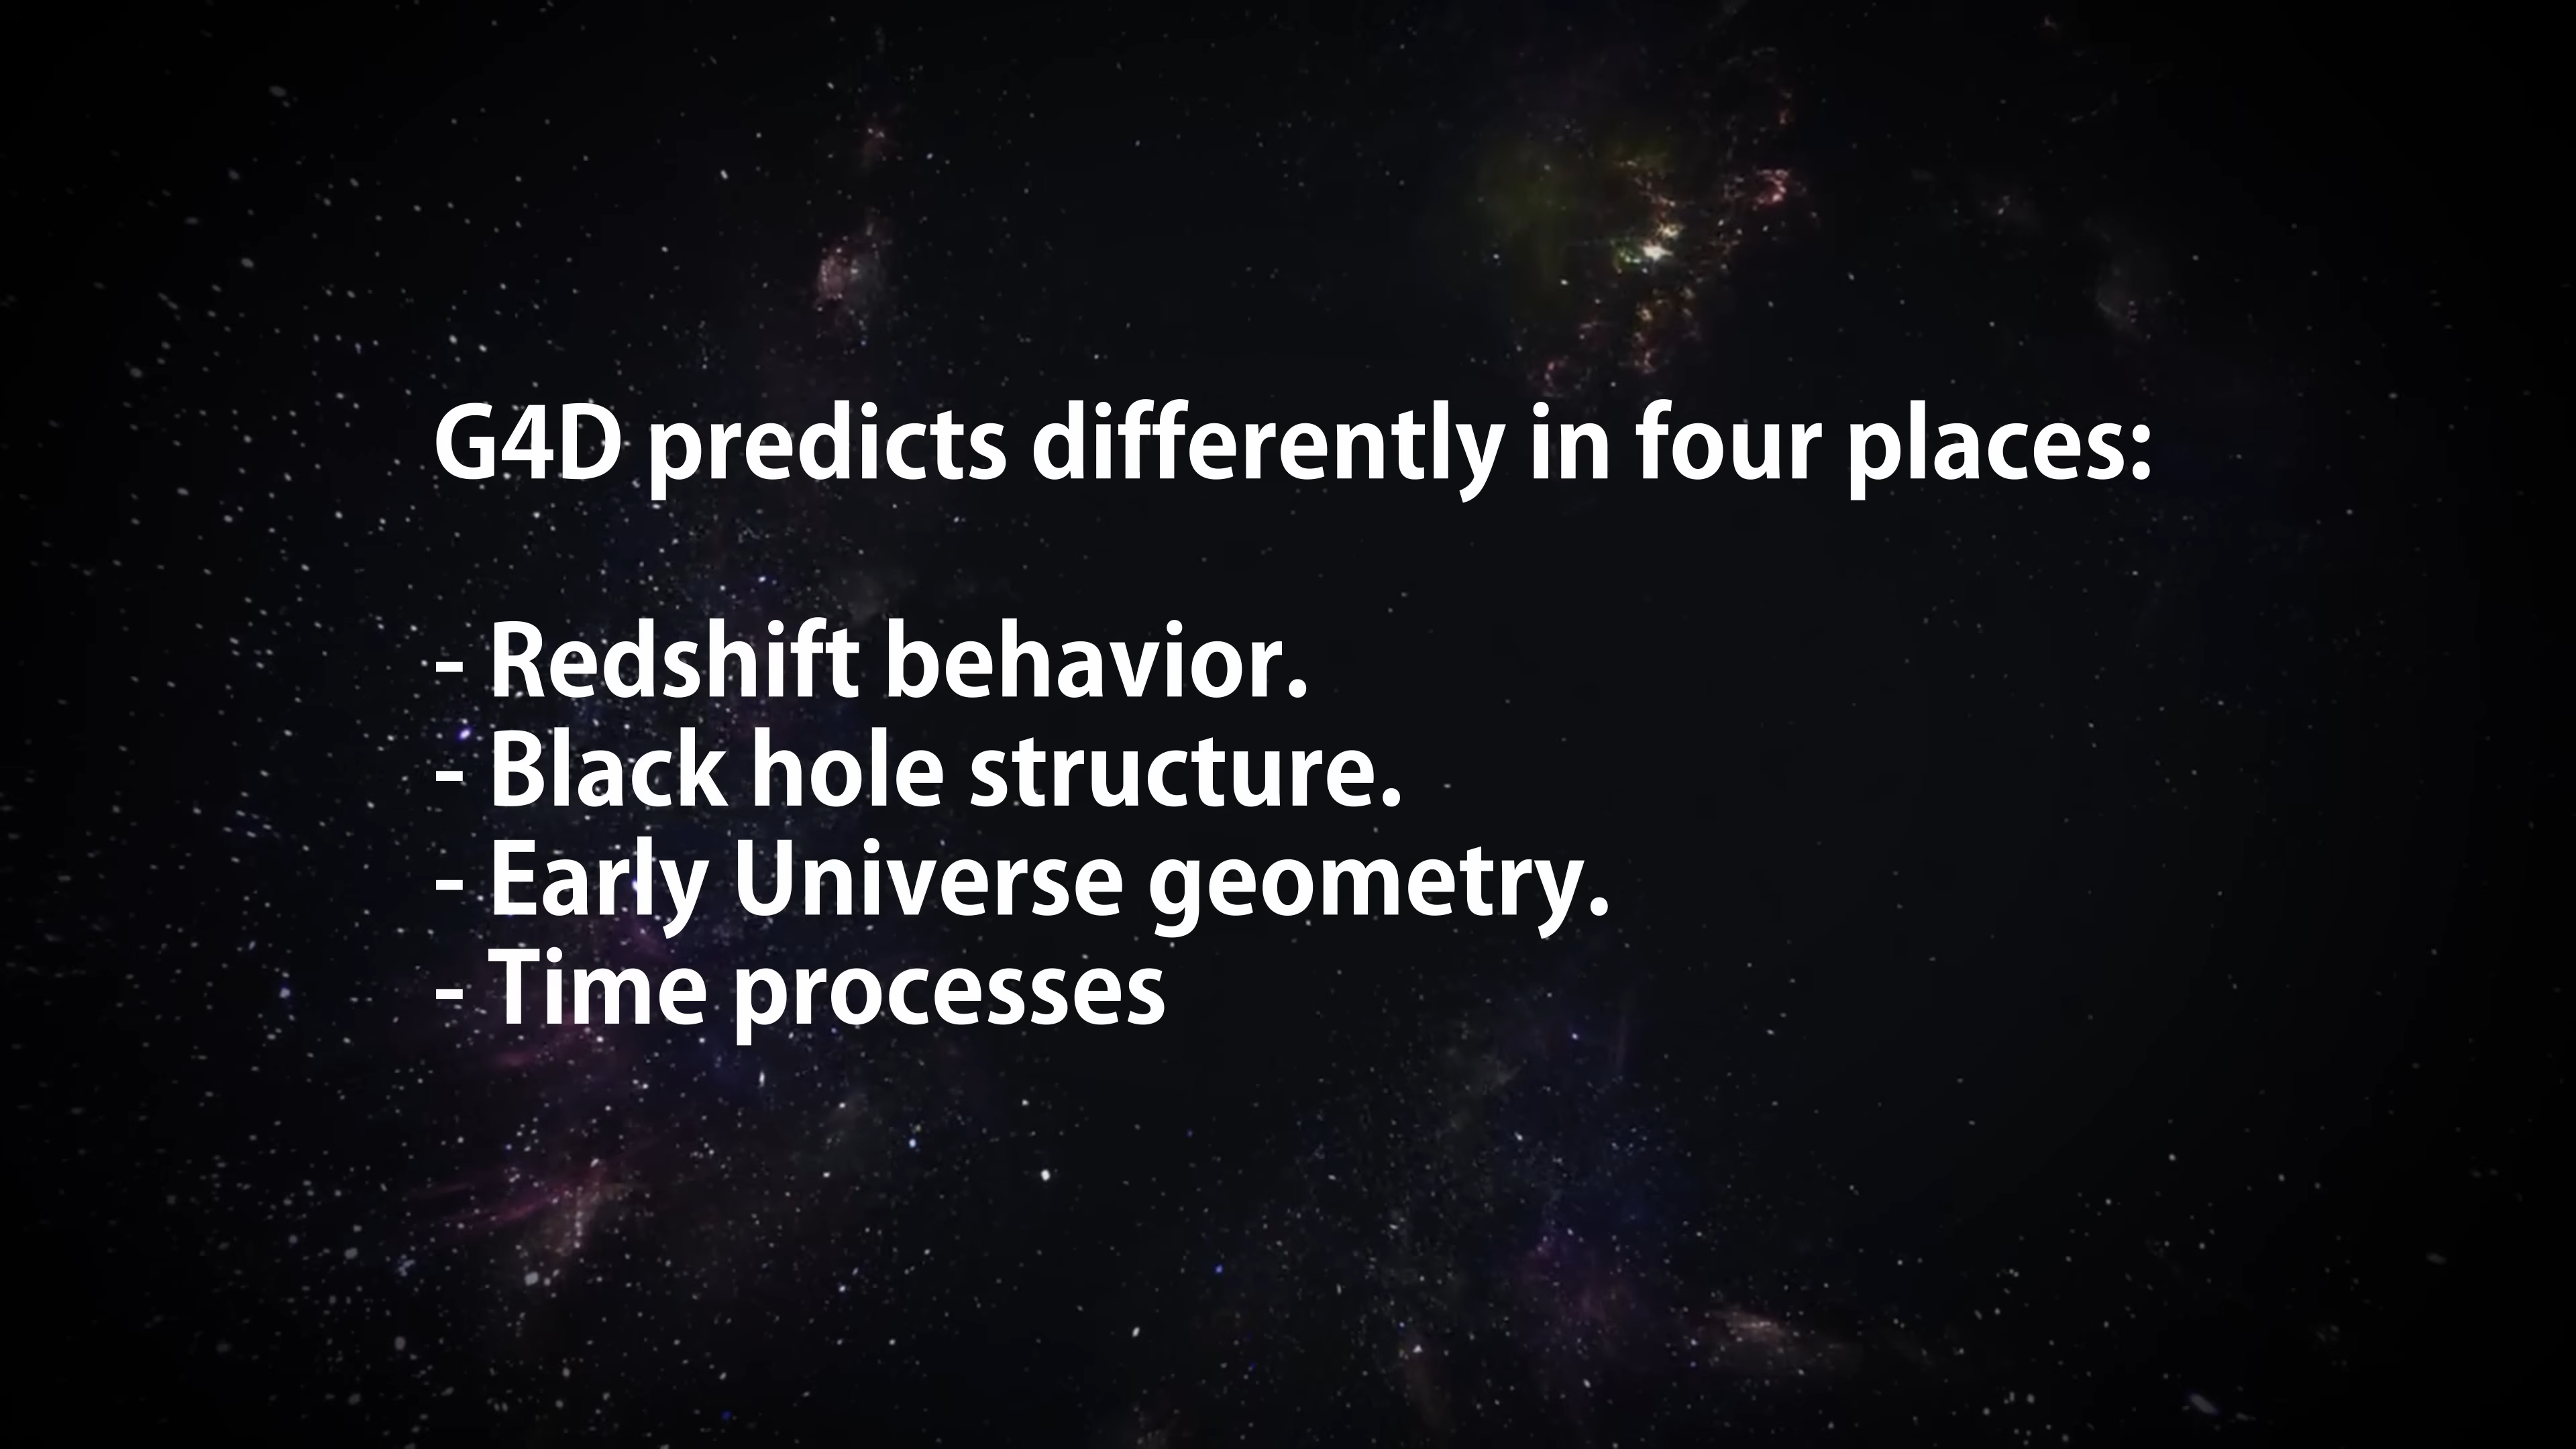 G4D predicts differently in four places:
- Redshift behavior.
- Black hole structure.
- Early Universe geometry.
- Time processes